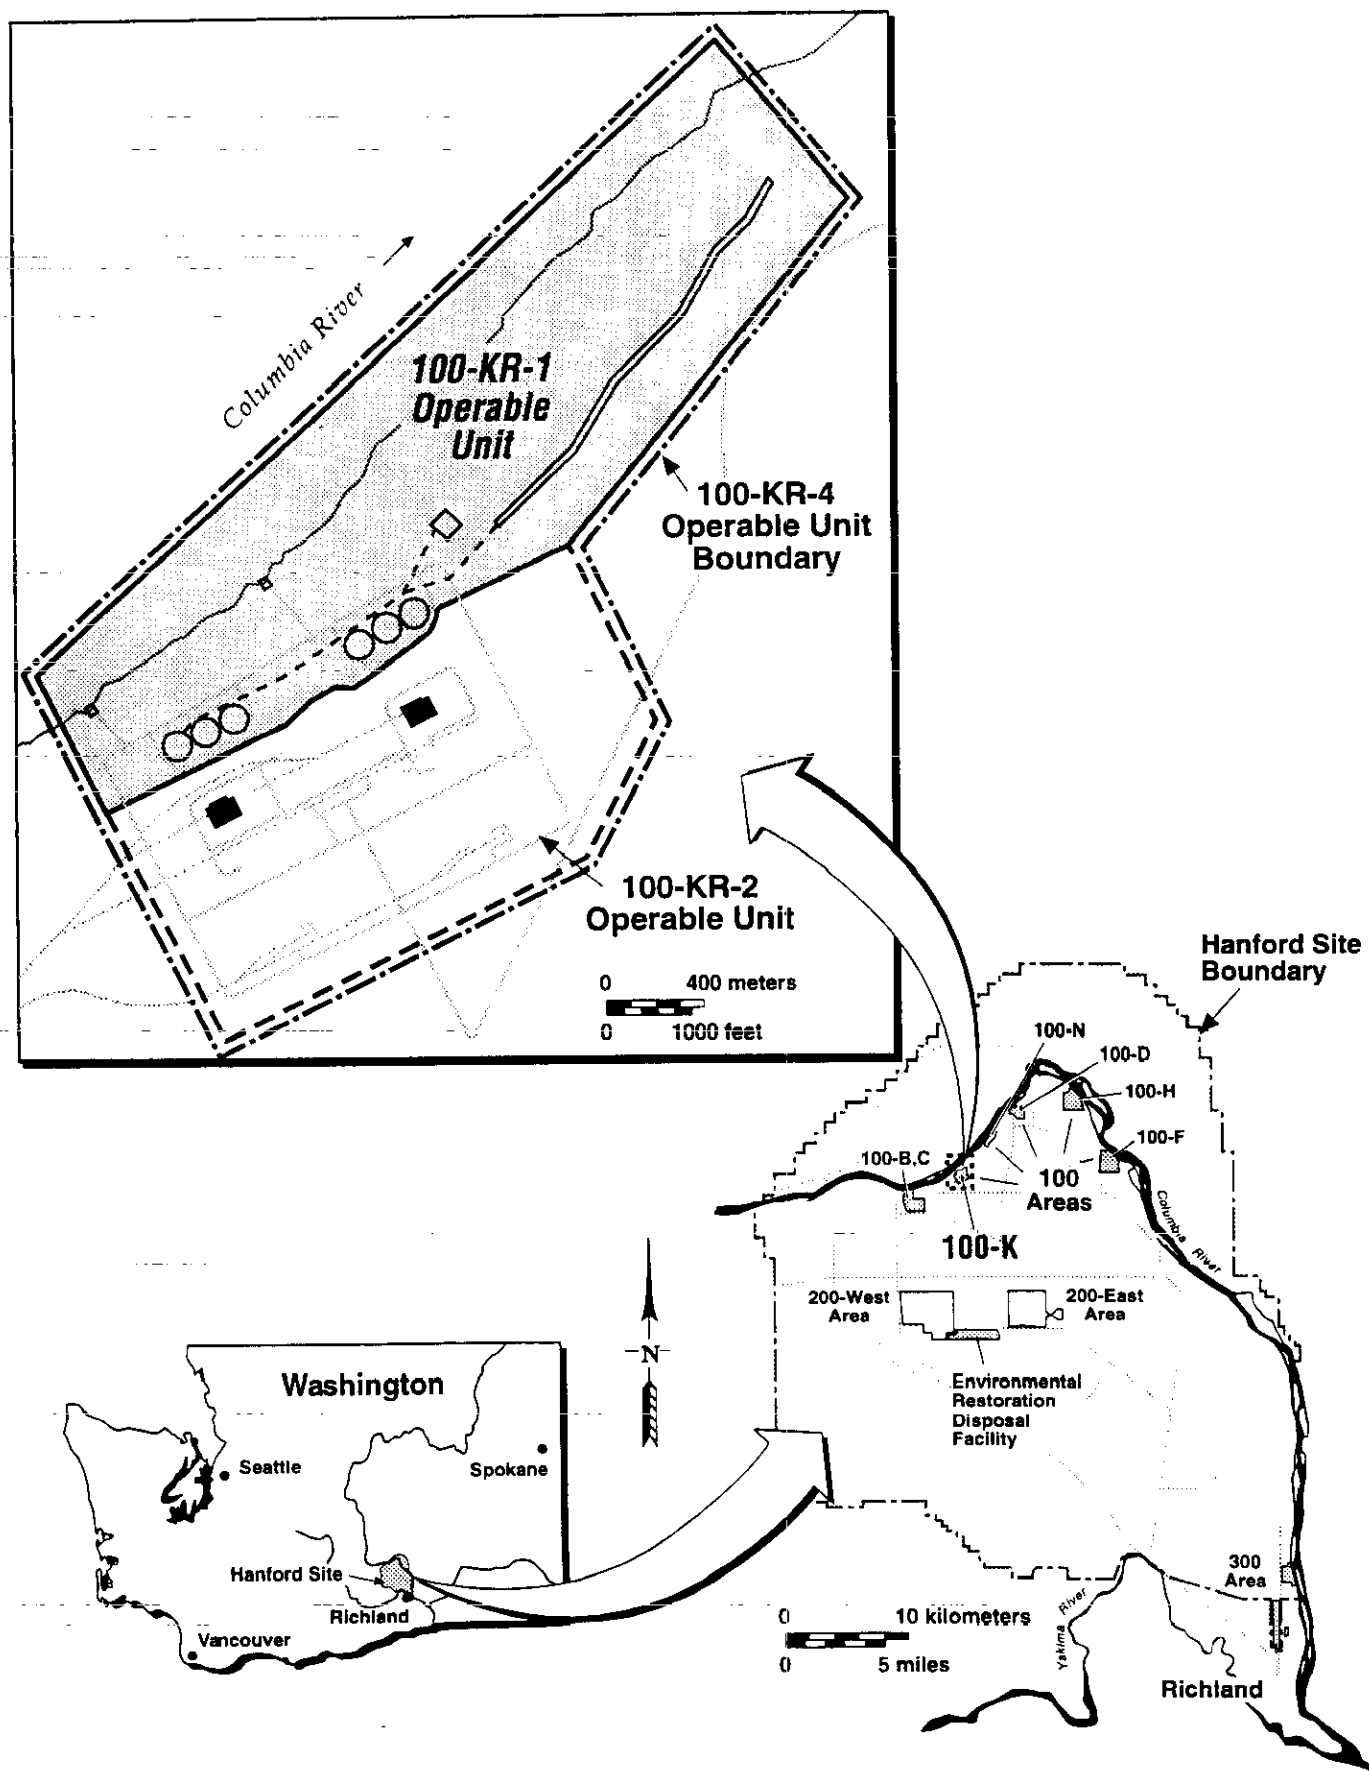 Columbia River
100-KR-1
Operable
Unit
100-KR-4
Operable Unit
Boundary
100-KR-2
Operable Unit
0 400 meters
0 1000 feet
Hanford Site
Boundary
100-N
100-D
100-H
100-F
100-B,C
100
Areas
100-K
Columbia River
200-West
Area
200-East
Area
Environmental
Restoration
Disposal
Facility
N
Washington
Seattle
Spokane
Hanford Site
Richland
Vancouver
300
Area
0 10 kilometers
0 5 miles
Yakima River
Richland